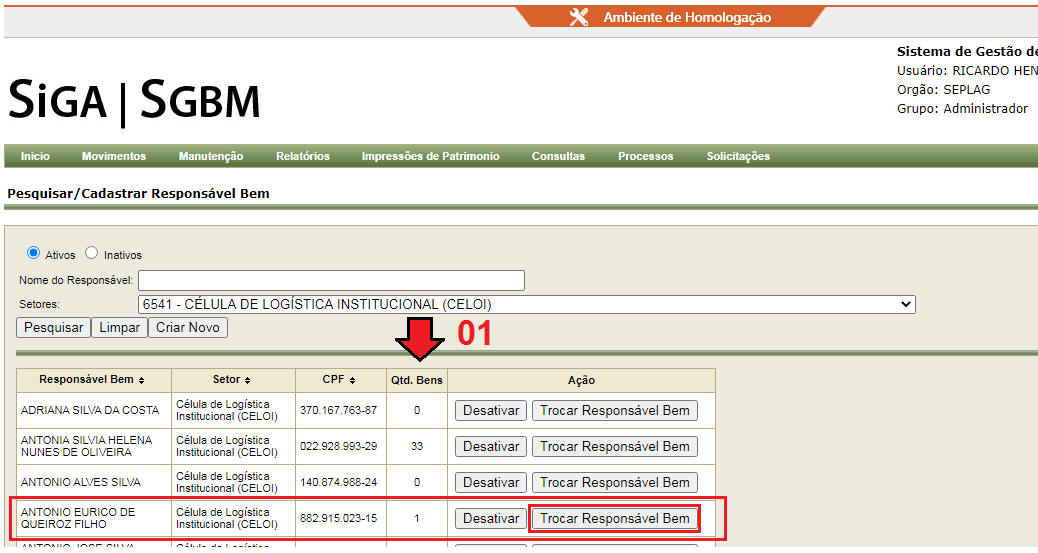 Ambiente de Homologação
Sistema de Gestão de
Usuário: RICARDO HEN
Orgão: SEPLAG
Grupo: Administrador
SIGA | SGBM
Inicio Movimentos Manutenção Relatórios Impressões de Patrimonio Consultas Processos Solicitações
Pesquisar/Cadastrar Responsável Bem
Ativos Inativos
Nome do Responsável:
Setores: 6541 - CÉLULA DE LOGÍSTICA INSTITUCIONAL (CELOI)
Pesquisar Limpar Criar Novo
01
Responsável Bem Setor CPF Qtd. Bens Ação
ADRIANA SILVA DA COSTA Célula de Logística Institucional (CELOI) 370.167.763-87 0 Desativar Trocar Responsável Bem
ANTONIA SILVIA HELENA NUNES DE OLIVEIRA Célula de Logística Institucional (CELOI) 022.928.993-29 33 Desativar Trocar Responsável Bem
ANTONIO ALVES SILVA Célula de Logística Institucional (CELOI) 140.874.988-24 0 Desativar Trocar Responsável Bem
ANTONIO EURICO DE QUEIROZ FILHO Célula de Logística Institucional (CELOI) 882.915.023-15 1 Desativar Trocar Responsável Bem
ANTONIO JOSE SILVA Célula de Logística